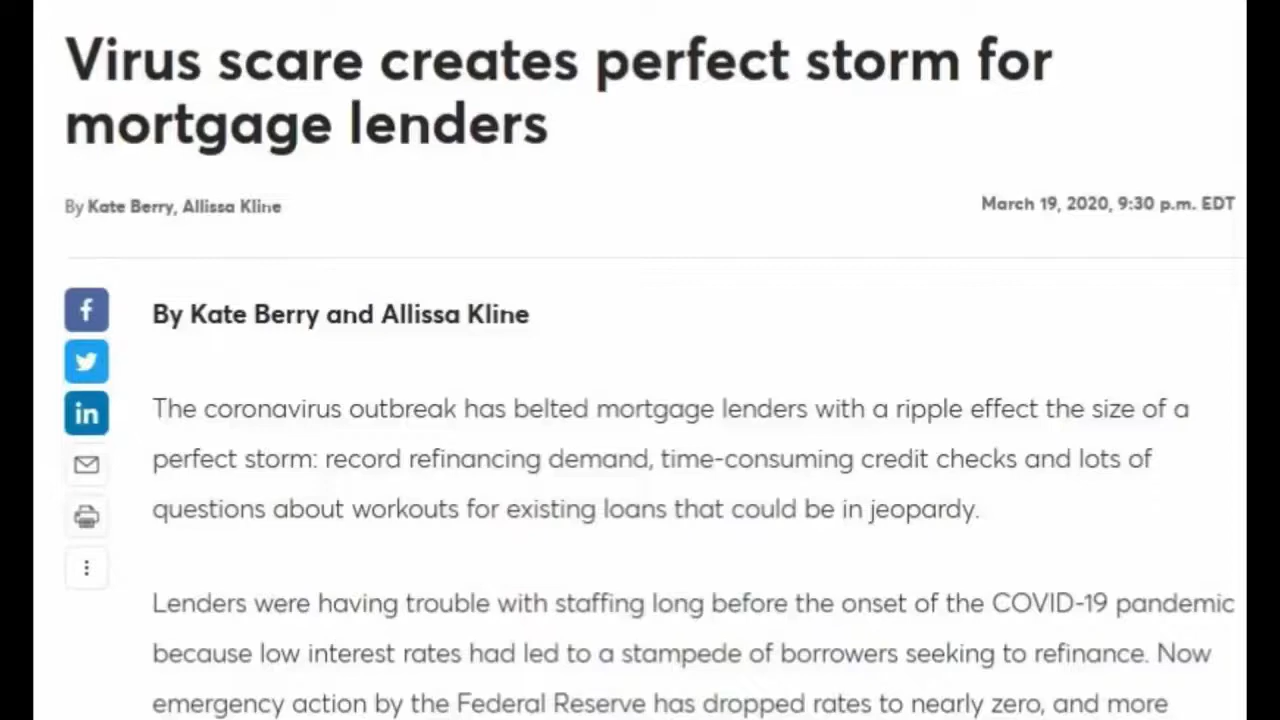 Virus scare creates perfect storm for
mortgage lenders
By Kate Berry, Allissa Kline
March 19, 2020, 9:30 p.m. EDT
f
in
By Kate Berry and Allissa Kline
The coronavirus outbreak has belted mortgage lenders with a ripple effect the size of a
perfect storm: record refinancing demand, time-consuming credit checks and lots of
questions about workouts for existing loans that could be in jeopardy.
Lenders were having trouble with staffing long before the onset of the COVID-19 pandemic
because low interest rates had led to a stampede of borrowers seeking to refinance. Now
emergency action by the Federal Reserve has dropped rates to nearly zero, and more